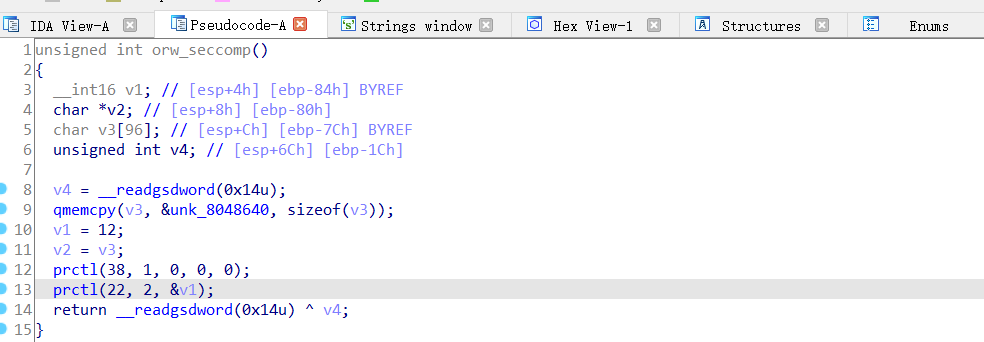 IDA View-A Pseudocode-A Strings window Hex View-1 Structures Enums
1 unsigned int orw_seccomp()
2 {
3 __int16 v1; // [esp+4h] [ebp-84h] BYREF
4 char *v2; // [esp+8h] [ebp-80h]
5 char v3[96]; // [esp+Ch] [ebp-7Ch] BYREF
6 unsigned int v4; // [esp+6Ch] [ebp-1Ch]
7
8 v4 = __readgsdword(0x14u);
9 qmemcpy(v3, &unk_8048640, sizeof(v3));
10 v1 = 12;
11 v2 = v3;
12 prctl(38, 1, 0, 0, 0);
13 prctl(22, 2, &v1);
14 return __readgsdword(0x14u) ^ v4;
15 }